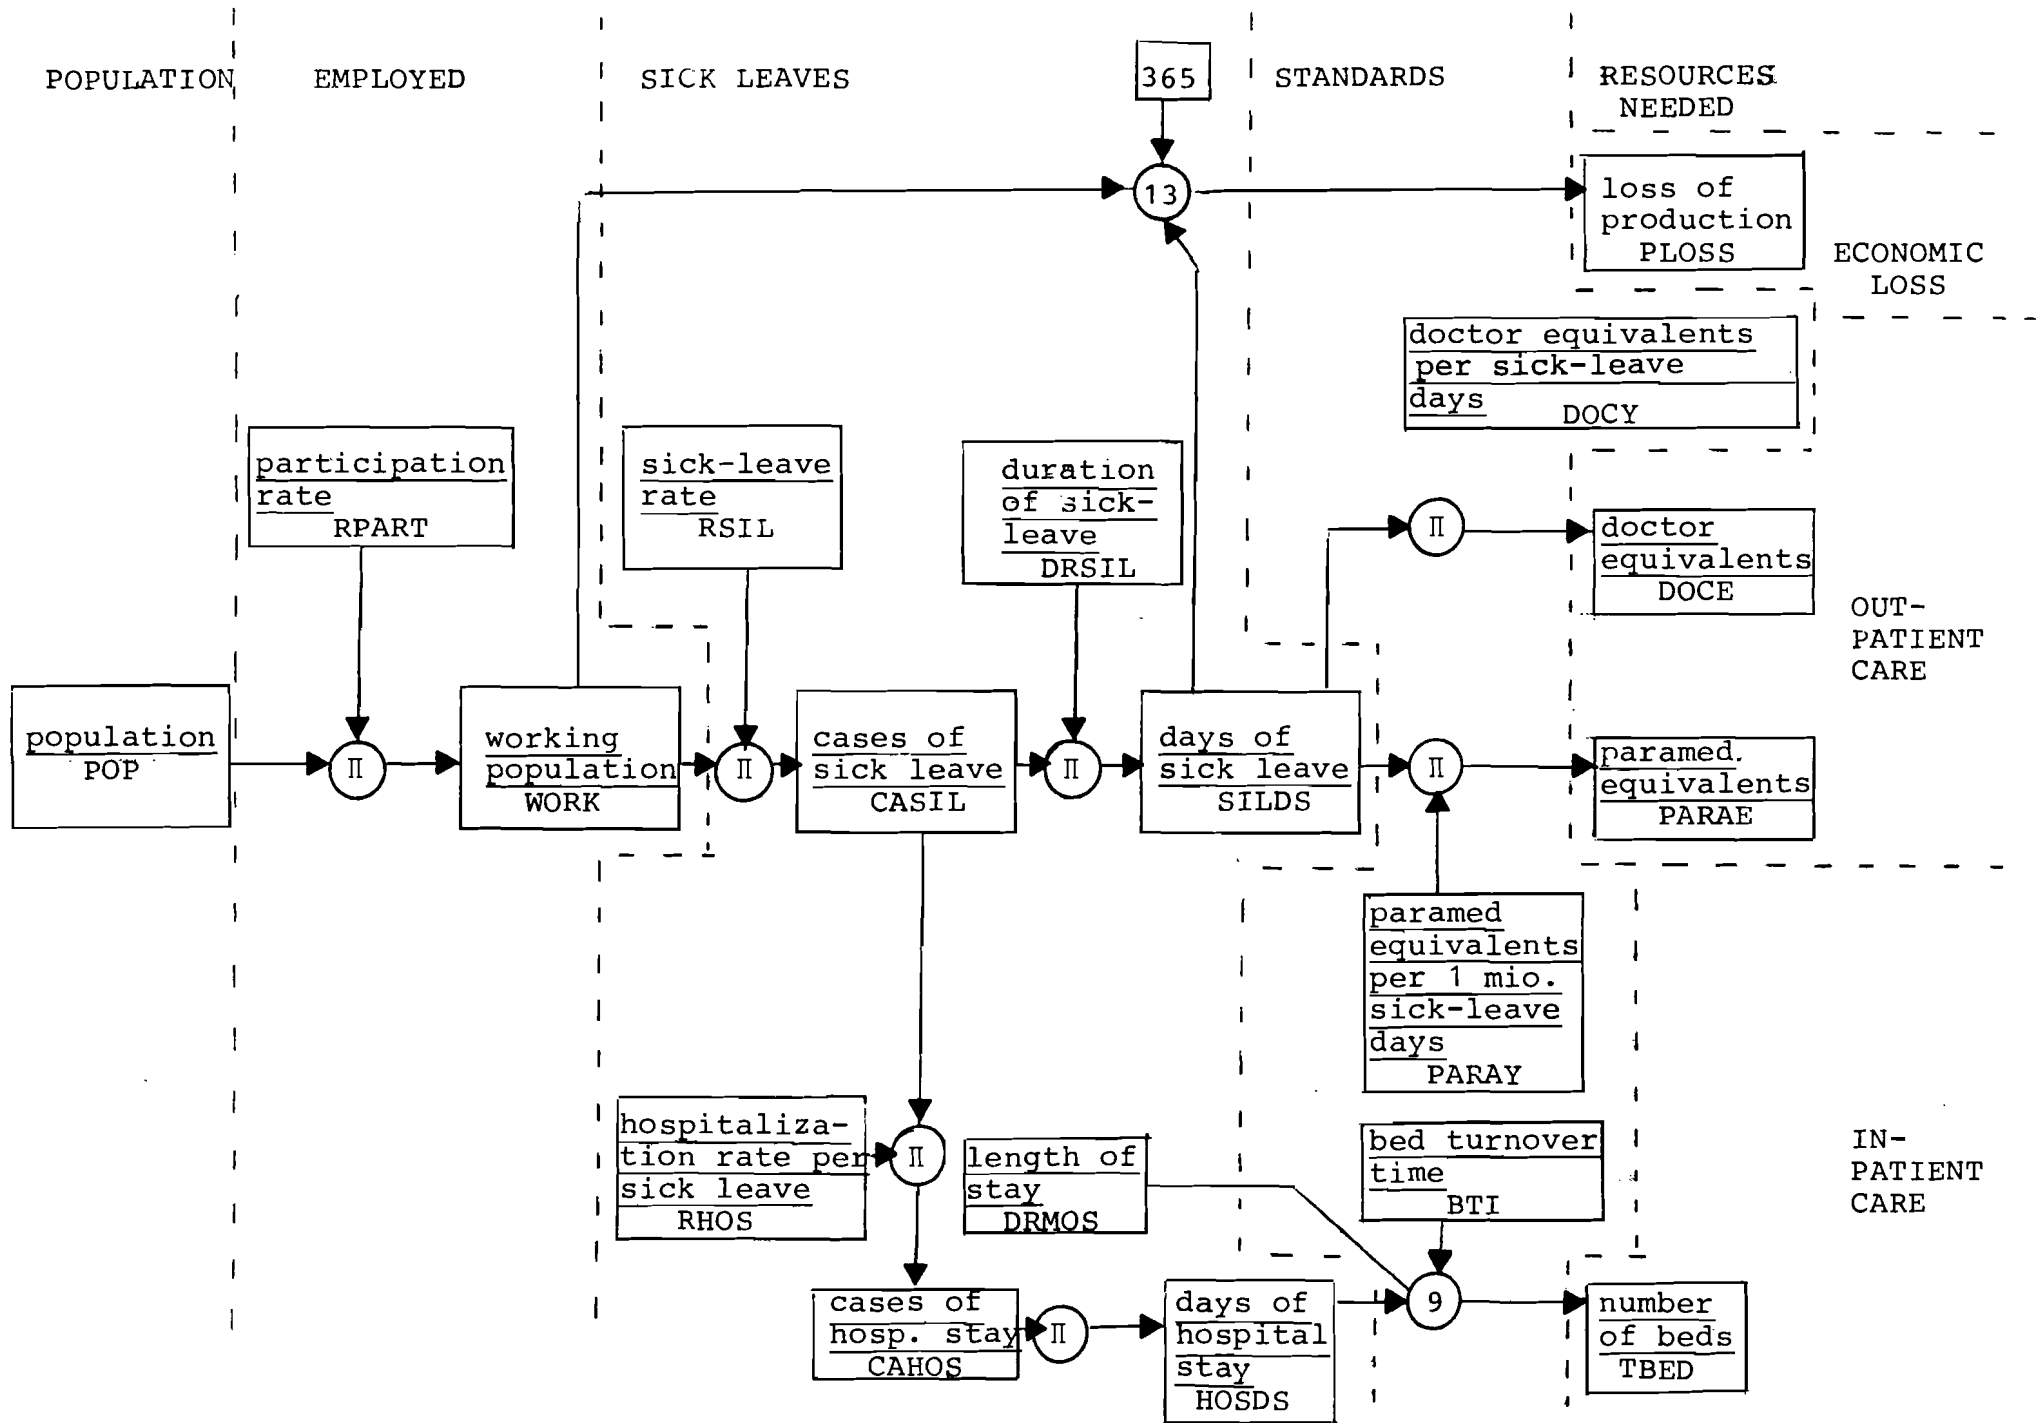 POPULATION
EMPLOYED
SICK LEAVES
365
STANDARDS
RESOURCES
NEEDED
13
loss of
production
PLOSS
ECONOMIC
LOSS
doctor equivalents
per sick-leave
days DOCY
participation
rate
RPART
sick-leave
rate
RSIL
duration
of sick-
leave
DRSIL
Π
doctor
equivalents
DOCE
OUT-
PATIENT
CARE
population
POP
Π
working
population
WORK
Π
cases of
sick leave
CASIL
Π
days of
sick leave
SILDS
Π
paramed.
equivalents
PARAE
paramed
equivalents
per 1 mio.
sick-leave
days
PARAY
hospitaliza-
tion rate per
sick leave
RHOS
Π
length of
stay
DRMOS
bed turnover
time
BTI
IN-
PATIENT
CARE
cases of
hosp. stay
CAHOS
Π
days of
hospital
stay
HOSDS
9
number
of beds
TBED